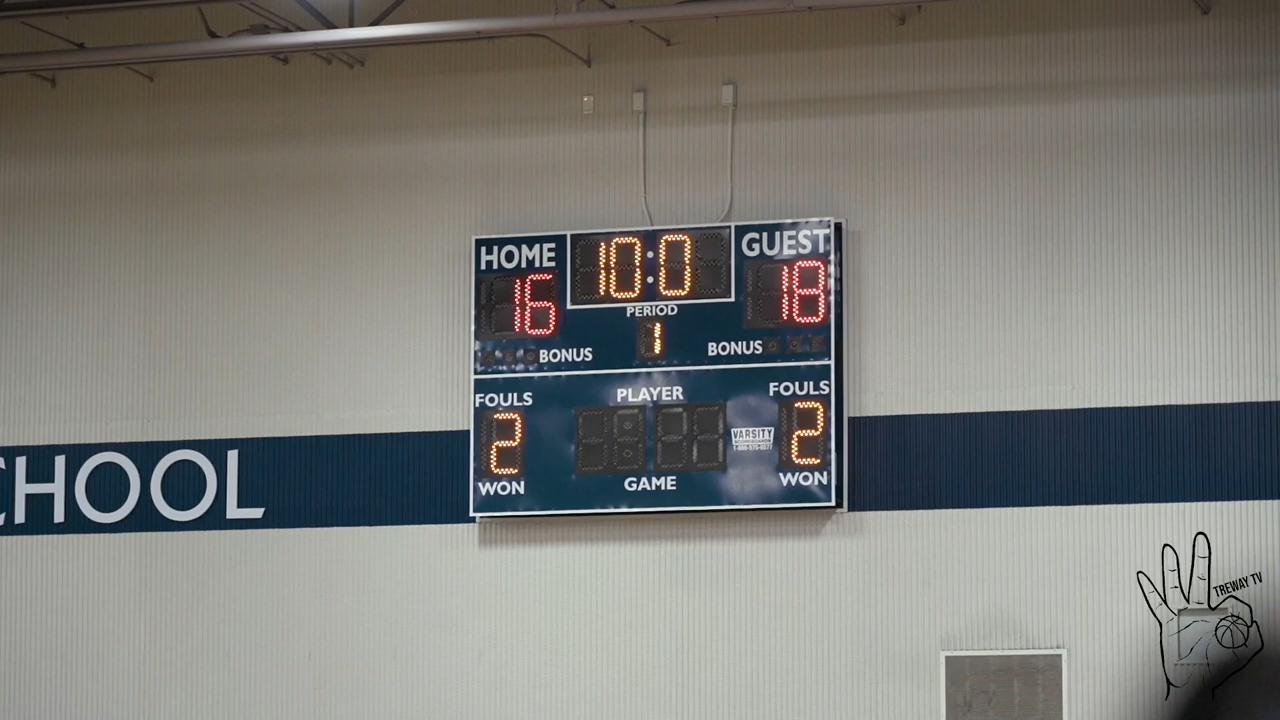 HOME
10:0
GUEST
16
18
PERIOD
1
BONUS
BONUS
FOULS
PLAYER
FOULS
2
VARSITY
2
WON
GAME
WON
CHOOL
TREWAY TV